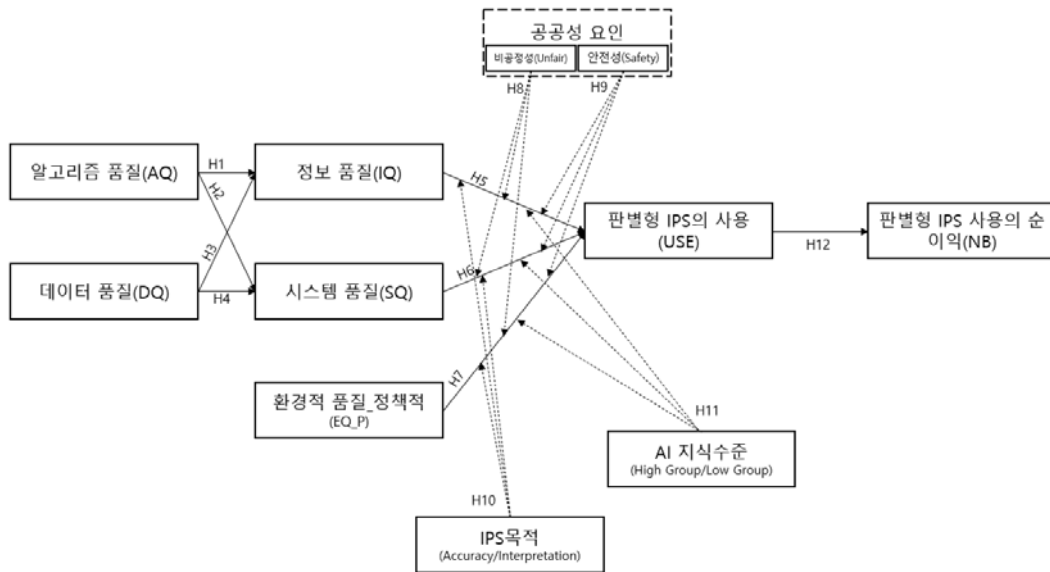 공공성 요인
비공정성(Unfair)
안전성(Safety)
H8
H9
알고리즘 품질(AQ)
H1
H2
정보 품질(IQ)
H5
판별형 IPS의 사용
(USE)
H12
판별형 IPS 사용의 순
이익(NB)
데이터 품질(DQ)
H3
H4
시스템 품질(SQ)
H6
환경적 품질_정책적
(EQ_P)
H7
H11
AI 지식수준
(High Group/Low Group)
H10
IPS목적
(Accuracy/Interpretation)